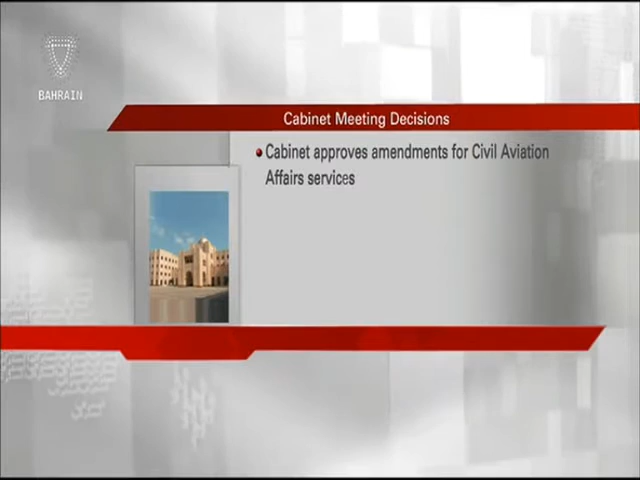 BAHRAIN
Cabinet Meeting Decisions
Cabinet approves amendments for Civil Aviation
Affairs services